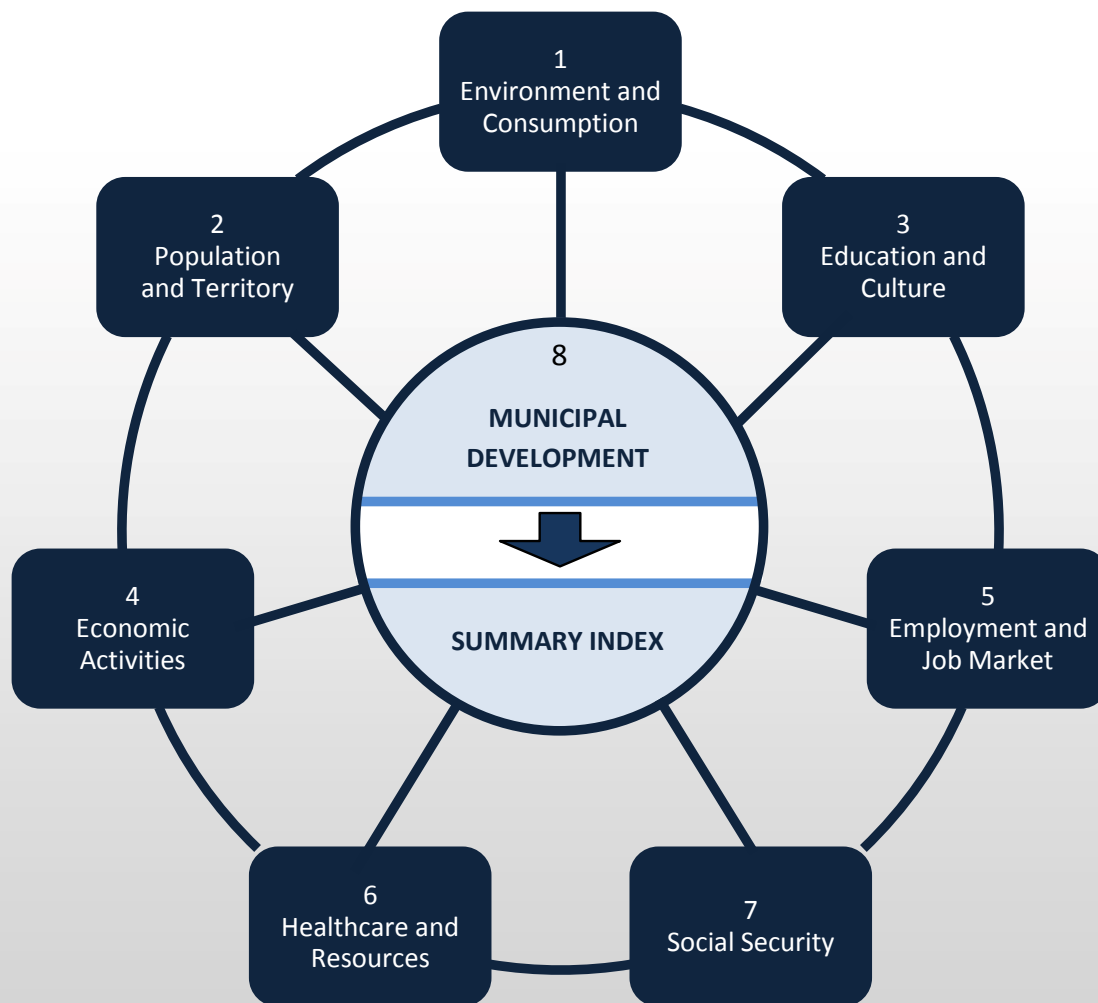 1
Environment and
Consumption
2
Population
and Territory
3
Education and
Culture
8
MUNICIPAL
DEVELOPMENT
SUMMARY INDEX
4
Economic
Activities
5
Employment and
Job Market
6
Healthcare and
Resources
7
Social Security